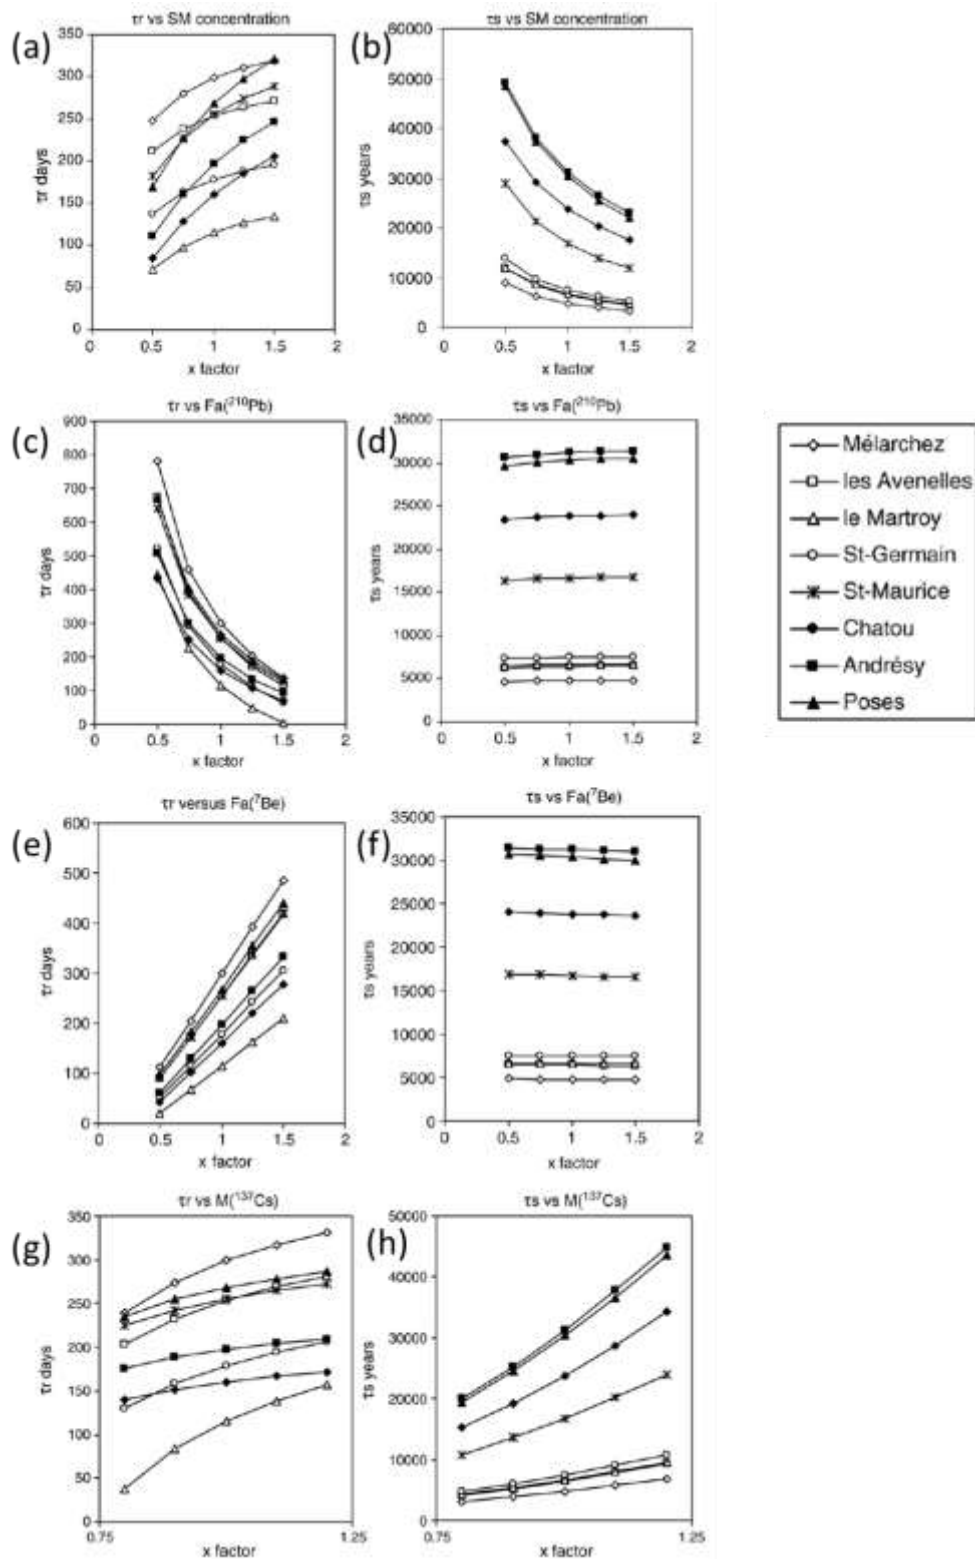 τr vs SM concentration
(a)
350
300
250
200
150
100
50
0
τr days
0
0.5
1
1.5
2
x factor
τs vs SM concentration
(b)
60000
50000
40000
30000
20000
10000
0
τs years
0
0.5
1
1.5
2
x factor
τr vs Fa(²¹⁰Pb)
(c)
900
800
700
600
500
400
300
200
100
0
τr days
0
0.5
1
1.5
2
x factor
τs vs Fa(²¹⁰Pb)
(d)
35000
30000
25000
20000
15000
10000
5000
0
τs years
0
0.5
1
1.5
2
x factor
Mélarchez
les Avenelles
le Martroy
St-Germain
St-Maurice
Chatou
Andrésy
Poses
τr versus Fa(⁷Be)
(e)
600
500
400
300
200
100
0
τr days
0
0.5
1
1.5
2
x factor
τs vs Fa(⁷Be)
(f)
35000
30000
25000
20000
15000
10000
5000
0
τs years
0
0.5
1
1.5
2
x factor
τr vs M(¹³⁷Cs)
(g)
350
300
250
200
150
100
50
0
τr days
0.75
1.25
x factor
τs vs M(¹³⁷Cs)
(h)
50000
40000
30000
20000
10000
0
τs years
0.75
1.25
x factor